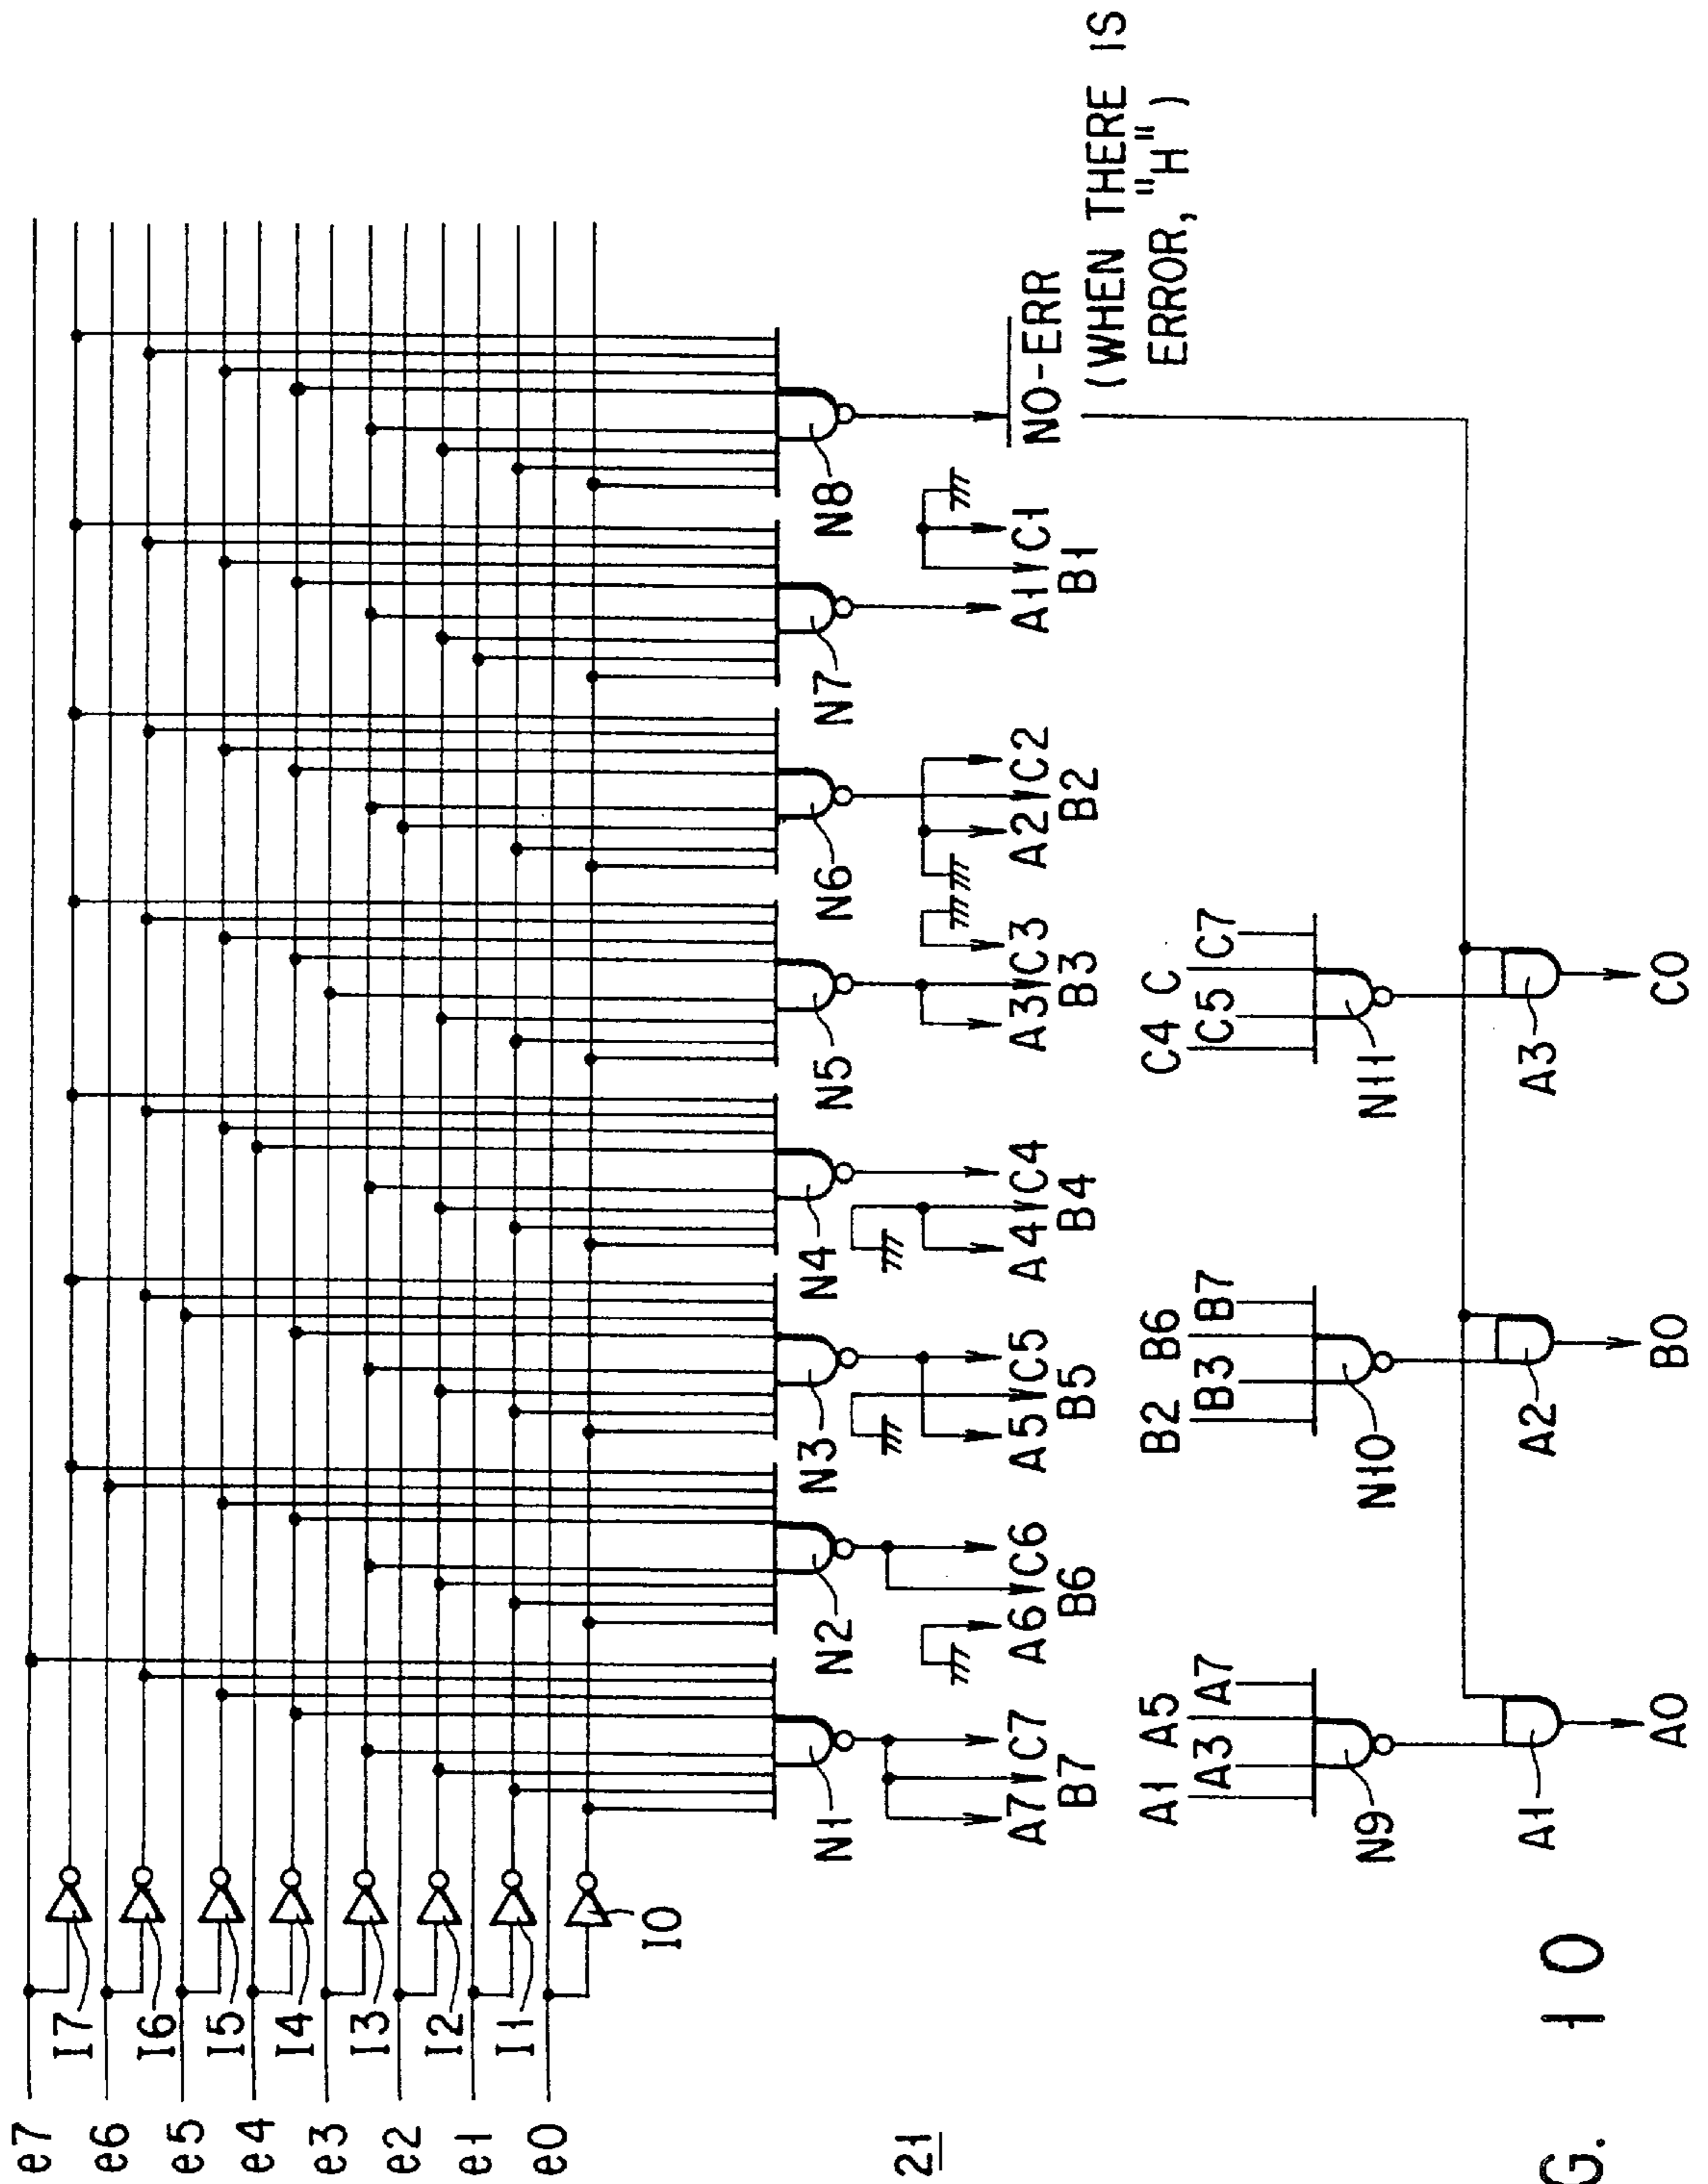 e7
e6
e5
e4
e3
e2
e1
e0
I7
I6
I5
I4
I3
I2
I1
I0
21
N1
N2
N3
N4
N5
N6
N7
N8
A7 C7
B7
A6 C6
B6
A5 C5
B5
A4 C4
B4
A3 C3
B3
A2 C2
B2
A1 C1
B1
NO-ERR
(WHEN THERE IS
ERROR, "H")
A1 A5
A3 A7
N9
A1
A0
B2 B6
B3 B7
N10
A2
B0
C4 C
C5 C7
N11
A3
C0
G. 10